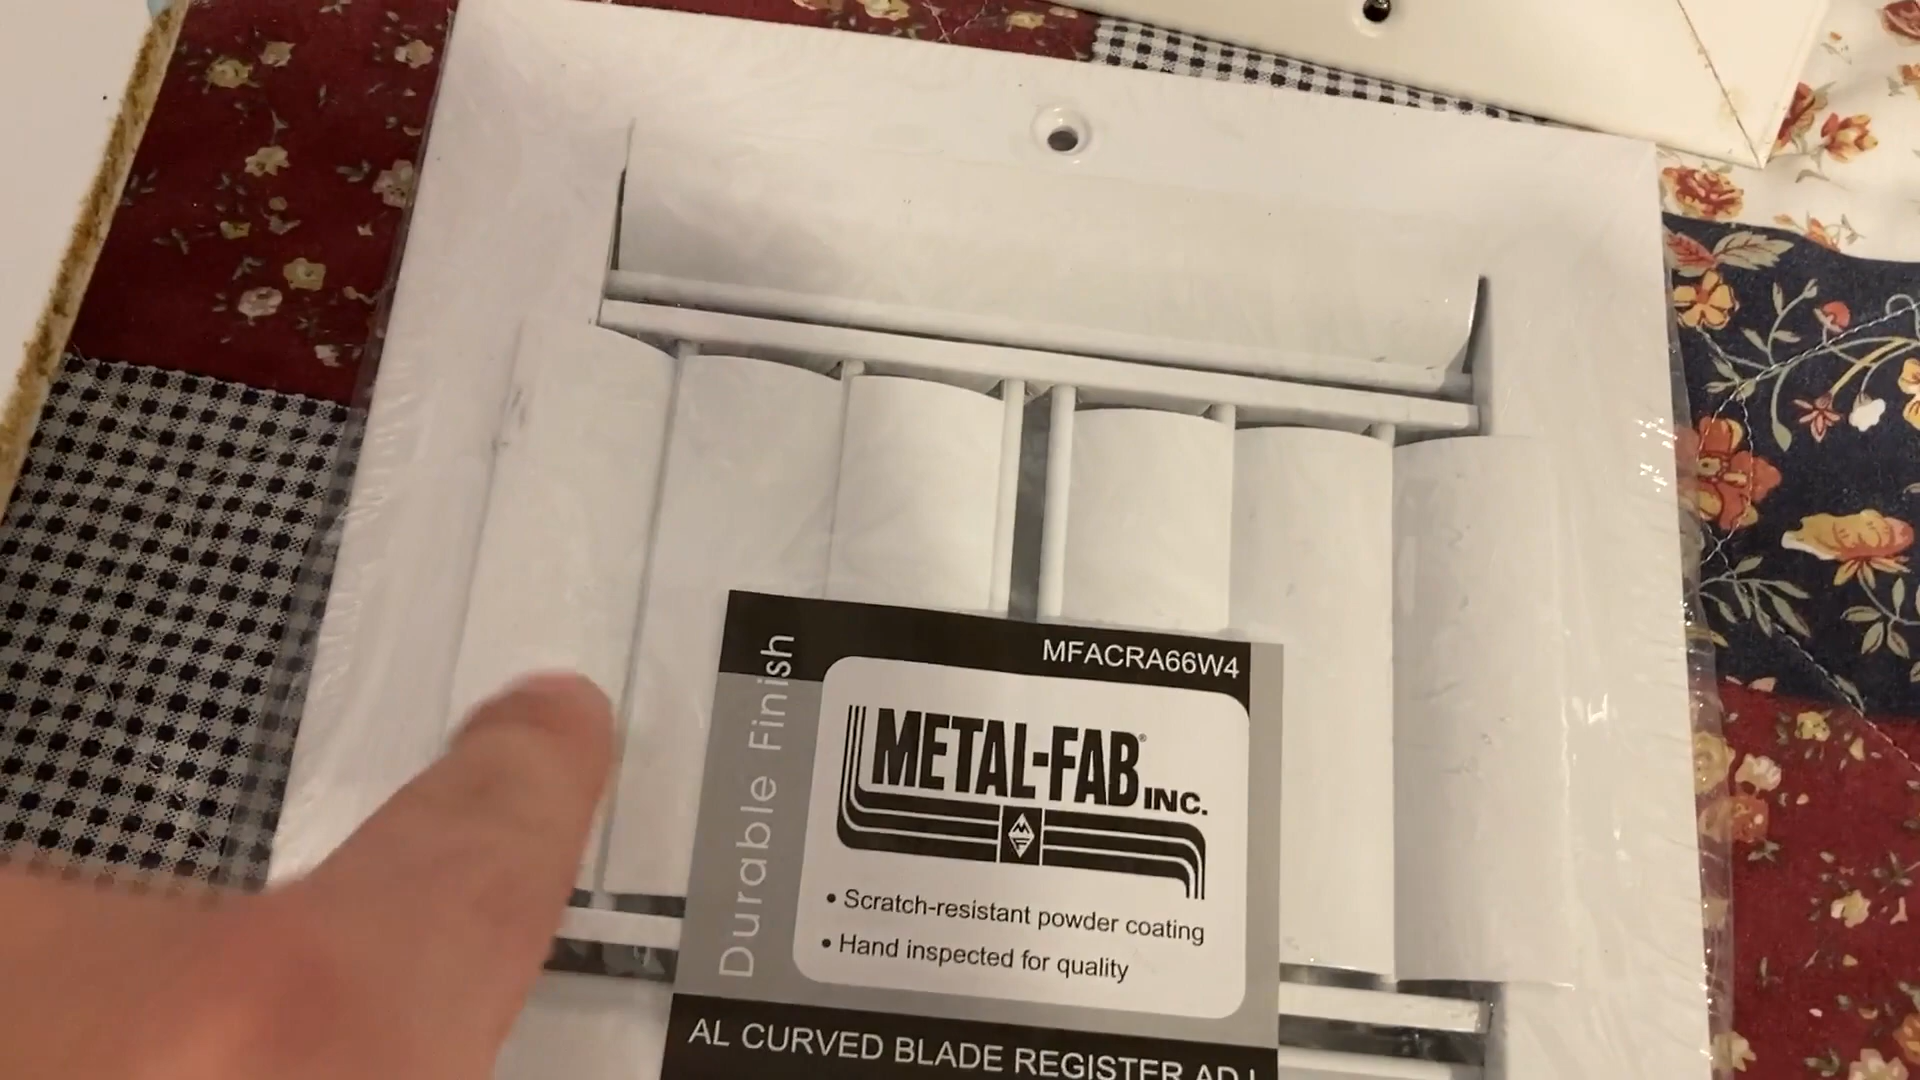 MFACRA66W4
Durable Finish
METAL-FAB® INC.
• Scratch-resistant powder coating
• Hand inspected for quality
AL CURVED BLADE REGISTER ADJ